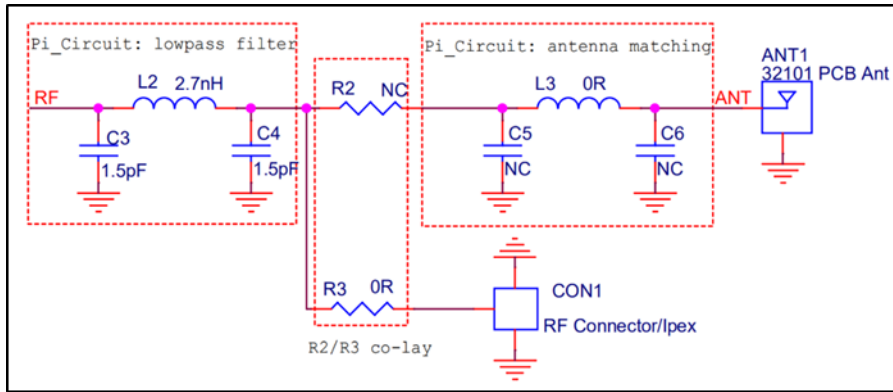 Pi_Circuit: lowpass filter
Pi_Circuit: antenna matching
ANT1
32101 PCB Ant
L2 2.7nH
R2
NC
L3 0R
RF
ANT
C3
1.5pF
C4
1.5pF
C5
NC
C6
NC
R3 0R
CON1
RF Connector/Ipex
R2/R3 co-lay